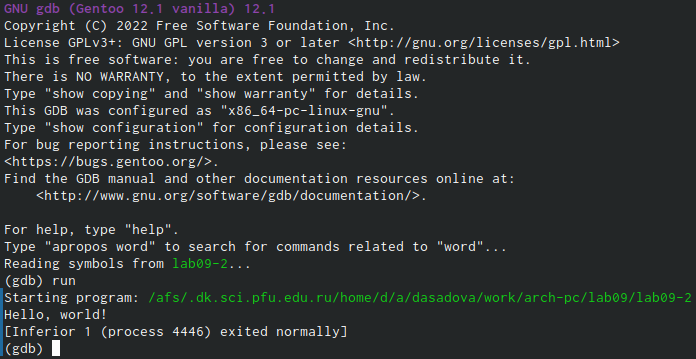 GNU gdb (Gentoo 12.1 vanilla) 12.1
Copyright (C) 2022 Free Software Foundation, Inc.
License GPLv3+: GNU GPL version 3 or later <http://gnu.org/licenses/gpl.html>
This is free software: you are free to change and redistribute it.
There is NO WARRANTY, to the extent permitted by law.
Type "show copying" and "show warranty" for details.
This GDB was configured as "x86_64-pc-linux-gnu".
Type "show configuration" for configuration details.
For bug reporting instructions, please see:
<https://bugs.gentoo.org/>.
Find the GDB manual and other documentation resources online at:
    <http://www.gnu.org/software/gdb/documentation/>.

For help, type "help".
Type "apropos word" to search for commands related to "word"...
Reading symbols from lab09-2...
(gdb) run
Starting program: /afs/.dk.sci.pfu.edu.ru/home/d/a/dasadova/work/arch-pc/lab09/lab09-2
Hello, world!
[Inferior 1 (process 4446) exited normally]
(gdb)